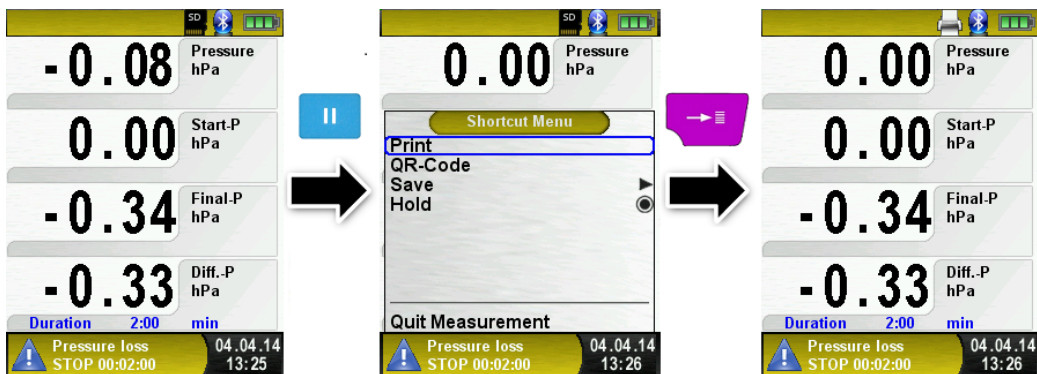 SD
-0.08 Pressure hPa
0.00 Start-P hPa
-0.34 Final-P hPa
-0.33 Diff.-P hPa
Duration 2:00 min
Pressure loss 04.04.14
STOP 00:02:00 13:25
SD
0.00 Pressure hPa
Shortcut Menu
Print
QR-Code
Save
Hold
Quit Measurement
Pressure loss 04.04.14
STOP 00:02:00 13:26
0.00 Pressure hPa
0.00 Start-P hPa
-0.34 Final-P hPa
-0.33 Diff.-P hPa
Duration 2:00 min
Pressure loss 04.04.14
STOP 00:02:00 13:26